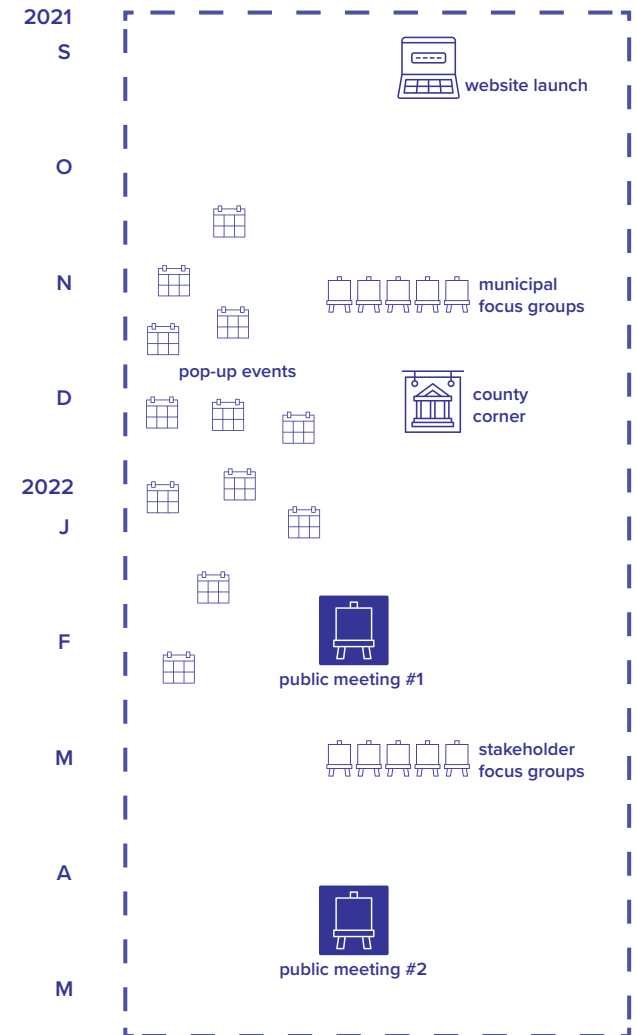 2021
S
website launch
O
N
municipal
focus groups
pop-up events
D
county
corner
2022
J
F
public meeting #1
M
stakeholder
focus groups
A
public meeting #2
M